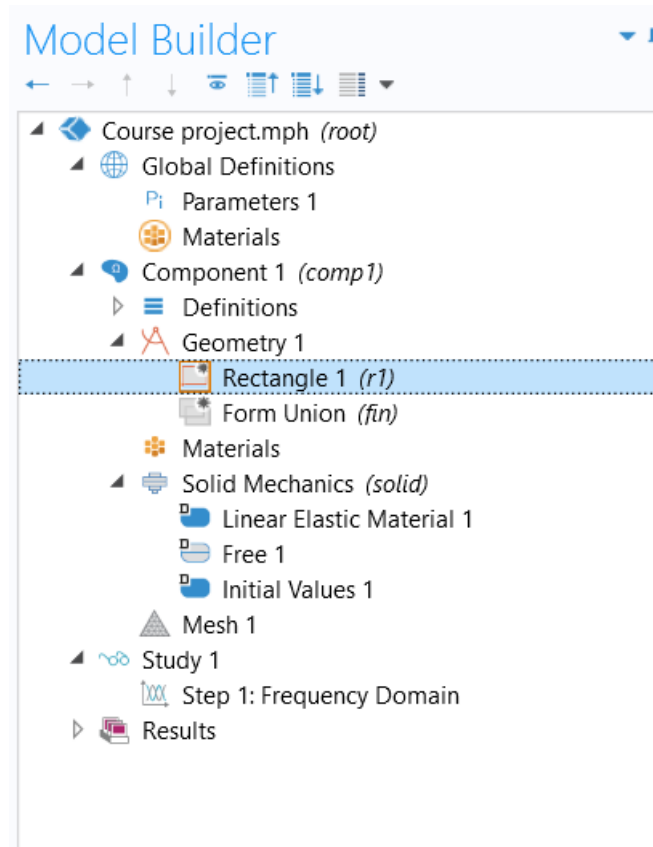 Model Builder
Course project.mph (root)
Global Definitions
Pi Parameters 1
Materials
Component 1 (comp1)
Definitions
Geometry 1
Rectangle 1 (r1)
Form Union (fin)
Materials
Solid Mechanics (solid)
D Linear Elastic Material 1
D Free 1
D Initial Values 1
Mesh 1
Study 1
Step 1: Frequency Domain
Results